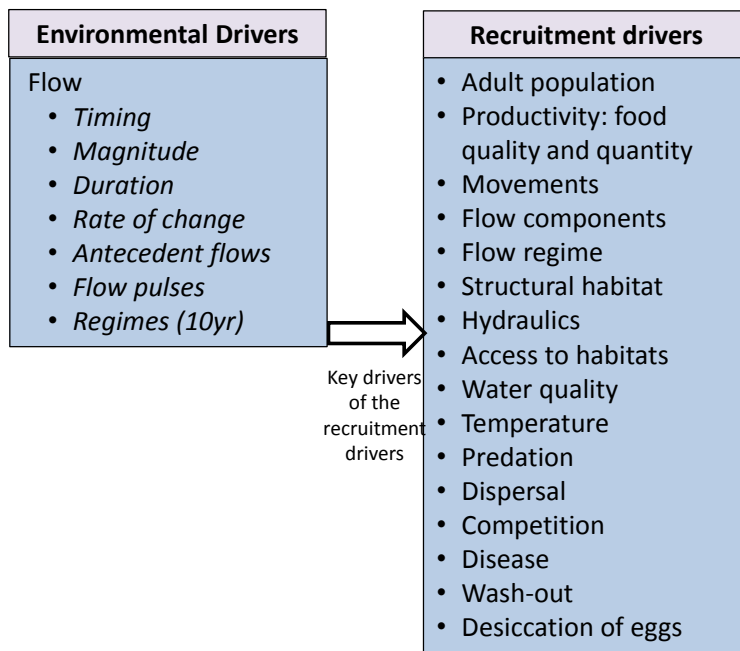 Environmental Drivers
Flow
• Timing
• Magnitude
• Duration
• Rate of change
• Antecedent flows
• Flow pulses
• Regimes (10yr)
Key drivers
of the
recruitment
drivers
Recruitment drivers
• Adult population
• Productivity: food
quality and quantity
• Movements
• Flow components
• Flow regime
• Structural habitat
• Hydraulics
• Access to habitats
• Water quality
• Temperature
• Predation
• Dispersal
• Competition
• Disease
• Wash-out
• Desiccation of eggs